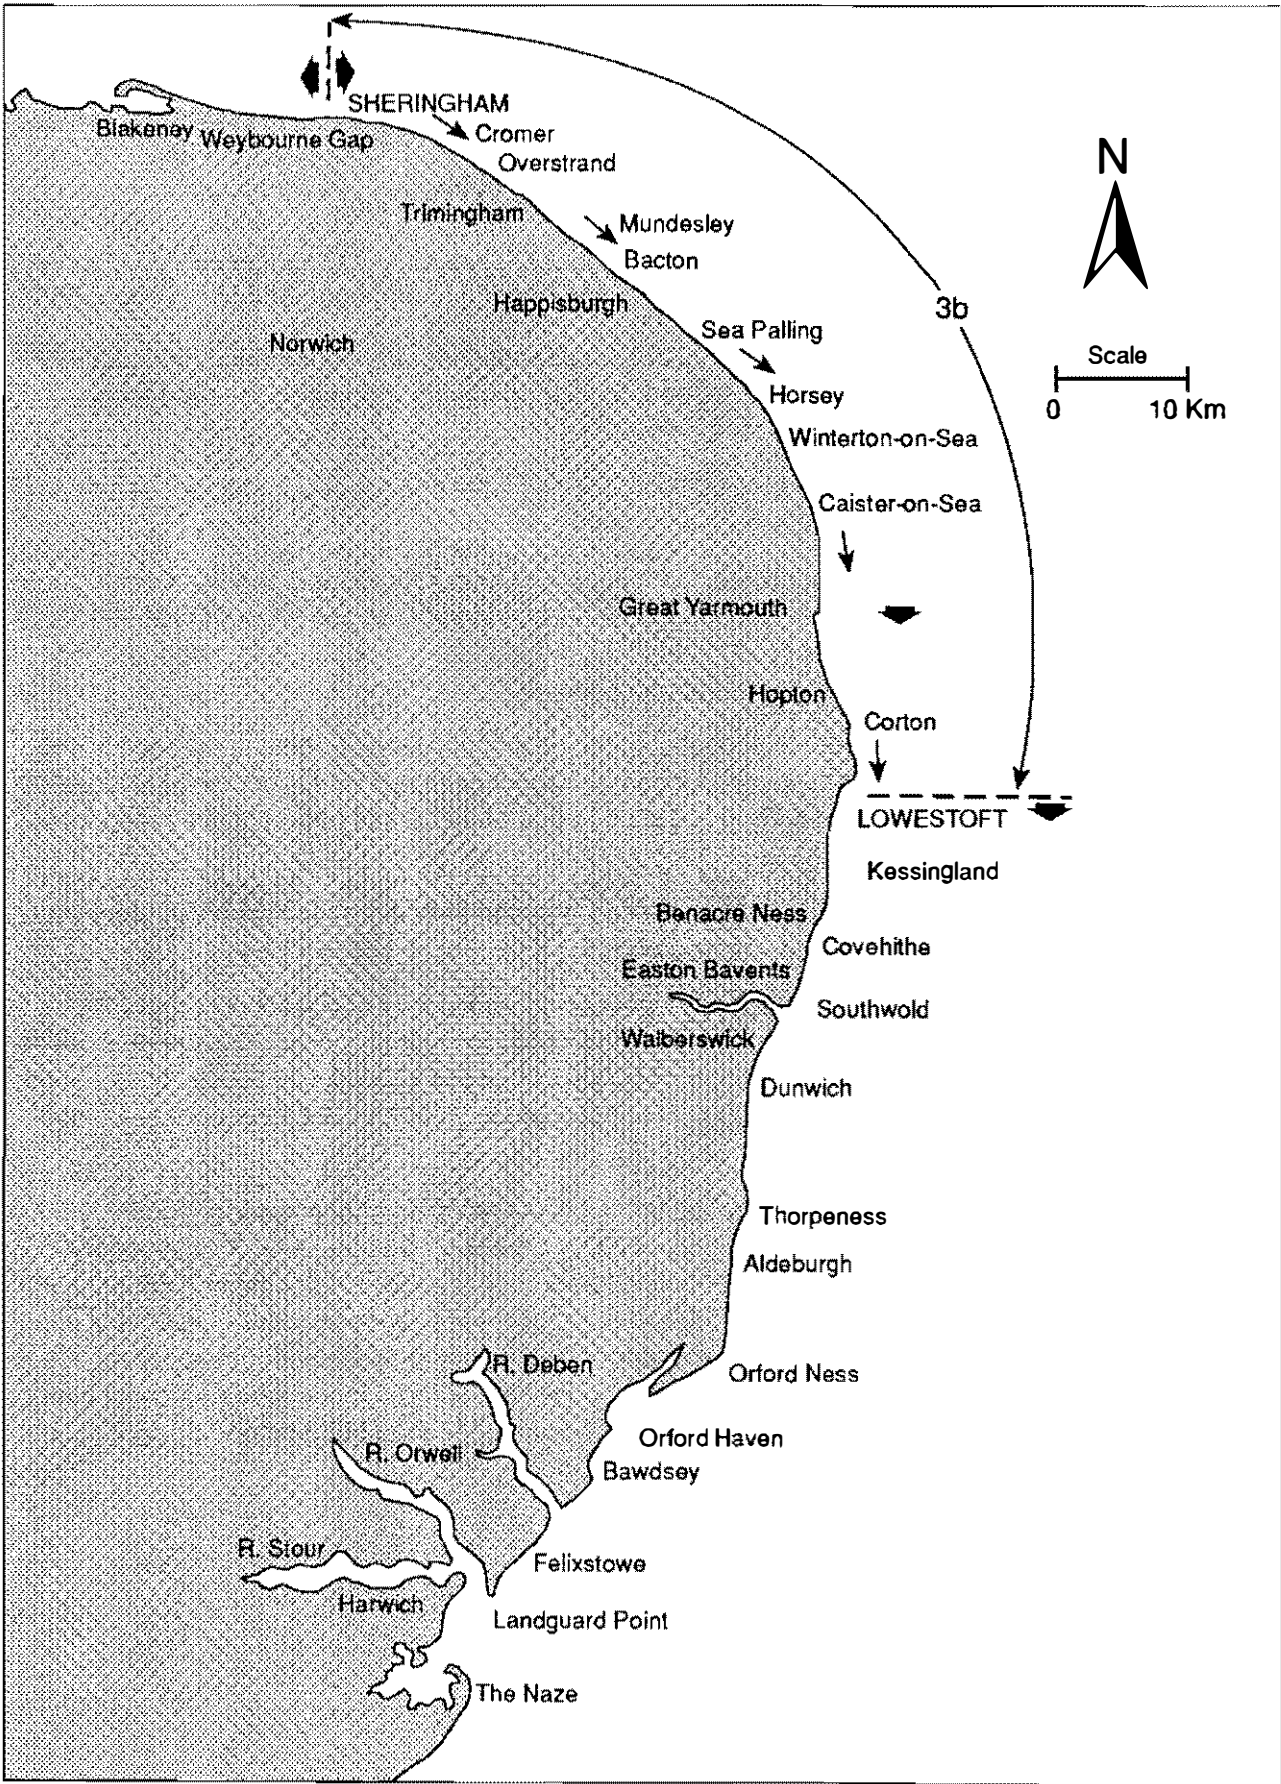 SHERINGHAM
Blakeney
Weybourne Gap
Cromer
Overstrand
N
Trimingham
Mundesley
Bacton
Happisburgh
3b
Sea Palling
Norwich
Scale
Horsey
0 10 Km
Winterton-on-Sea
Caister-on-Sea
Great Yarmouth
Hopton
Corton
LOWESTOFT
Kessingland
Benacre Ness
Covehithe
Easton Bavents
Southwold
Walberswick
Dunwich
Thorpeness
Aldeburgh
R. Deben
Orford Ness
Orford Haven
R. Orwell
Bawdsey
R. Stour
Felixstowe
Harwich
Landguard Point
The Naze